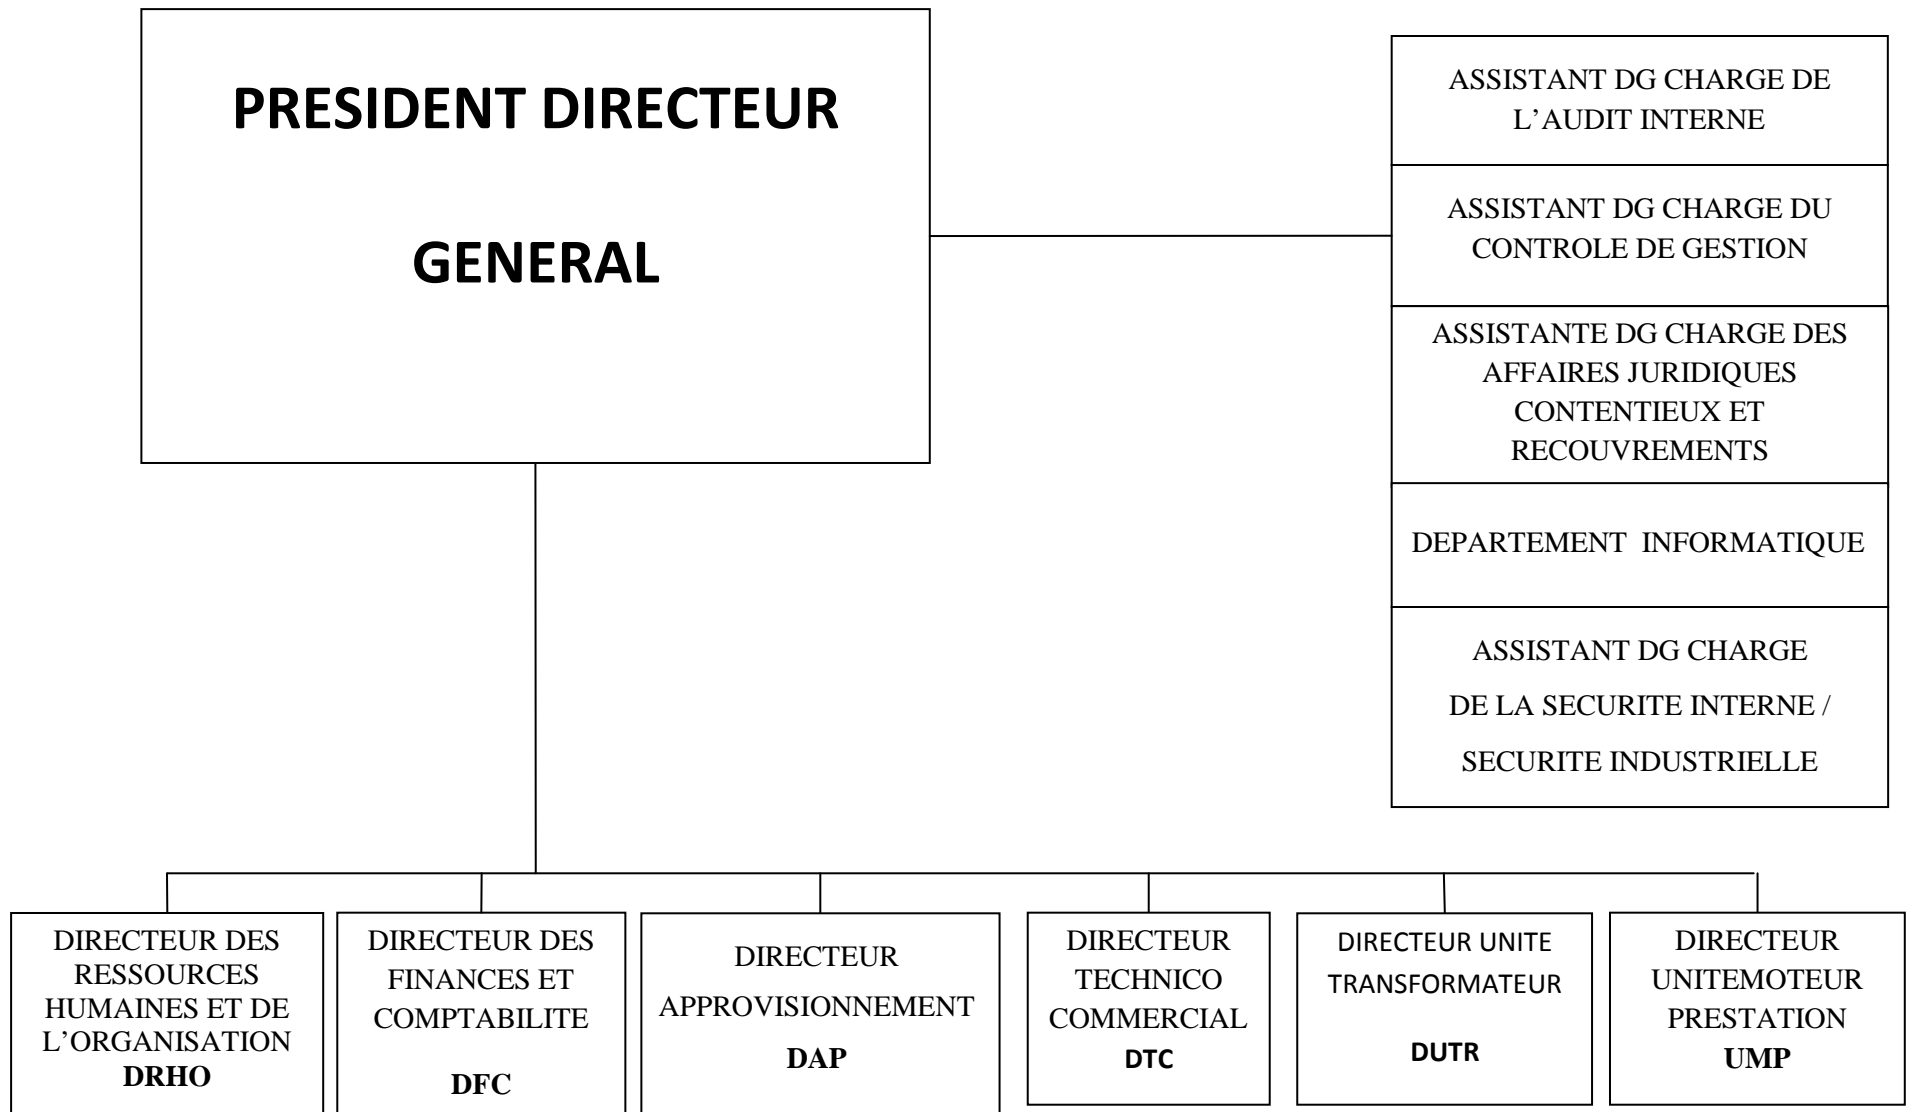 PRESIDENT DIRECTEUR
GENERAL
ASSISTANT DG CHARGE DE
L’AUDIT INTERNE
ASSISTANT DG CHARGE DU
CONTROLE DE GESTION
ASSISTANTE DG CHARGE DES
AFFAIRES JURIDIQUES
CONTENTIEUX ET
RECOUVREMENTS
DEPARTEMENT INFORMATIQUE
ASSISTANT DG CHARGE
DE LA SECURITE INTERNE /
SECURITE INDUSTRIELLE
DIRECTEUR DES
RESSOURCES
HUMAINES ET DE
L’ORGANISATION
DRHO
DIRECTEUR DES
FINANCES ET
COMPTABILITE
DFC
DIRECTEUR
APPROVISIONNEMENT
DAP
DIRECTEUR
TECHNICO
COMMERCIAL
DTC
DIRECTEUR UNITE
TRANSFORMATEUR
DUTR
DIRECTEUR
UNITEMOTEUR
PRESTATION
UMP